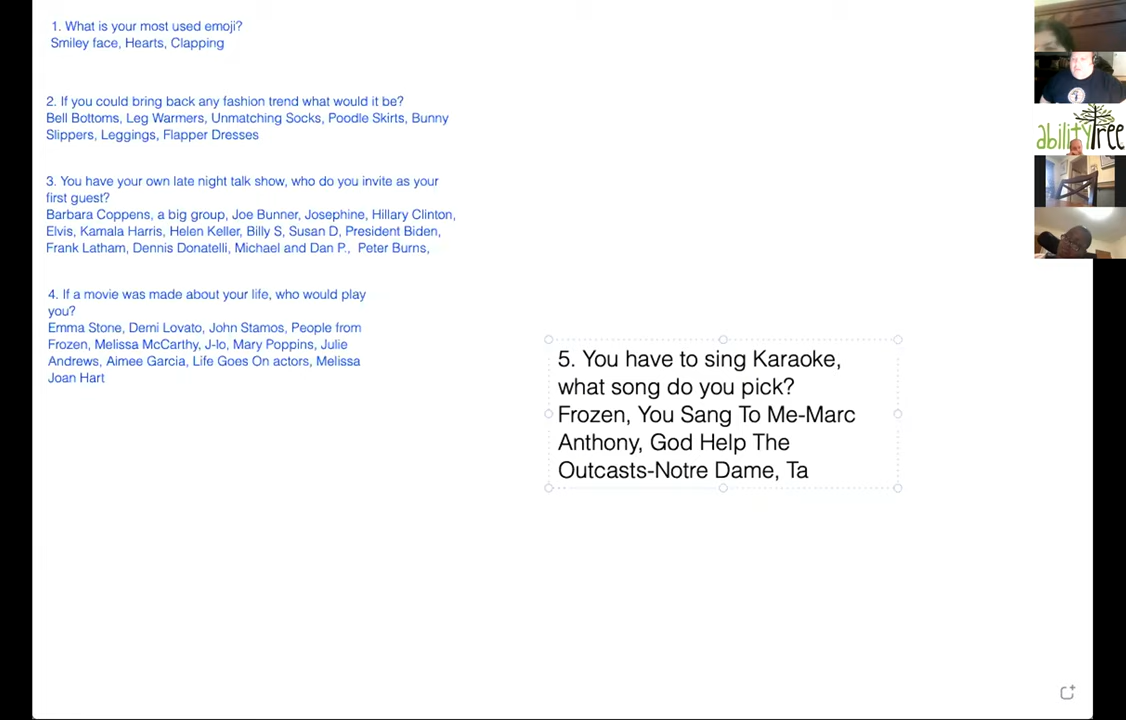 1. What is your most used emoji?
Smiley face, Hearts, Clapping
2. If you could bring back any fashion trend what would it be?
Bell Bottoms, Leg Warmers, Unmatching Socks, Poodle Skirts, Bunny
Slippers, Leggings, Flapper Dresses
3. You have your own late night talk show, who do you invite as your
first guest?
Barbara Coppens, a big group, Joe Bunner, Josephine, Hillary Clinton,
Elvis, Kamala Harris, Helen Keller, Billy S, Susan D, President Biden,
Frank Latham, Dennis Donatelli, Michael and Dan P., Peter Burns,
4. If a movie was made about your life, who would play
you?
Emma Stone, Demi Lovato, John Stamos, People from
Frozen, Melissa McCarthy, J-lo, Mary Poppins, Julie
Andrews, Aimee Garcia, Life Goes On actors, Melissa
Joan Hart
5. You have to sing Karaoke,
what song do you pick?
Frozen, You Sang To Me-Marc
Anthony, God Help The
Outcasts-Notre Dame, Ta
abilitytree